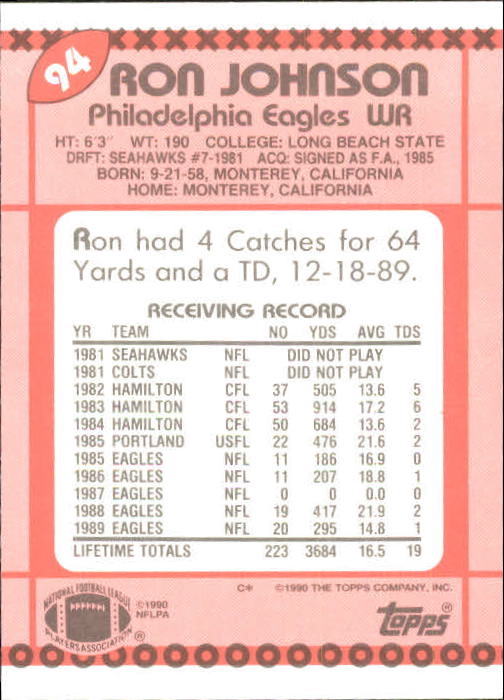 94
RON JOHNSON
Philadelphia Eagles WR
HT: 6'3" WT: 190 COLLEGE: LONG BEACH STATE
DRFT: SEAHAWKS #7-1981 ACQ: SIGNED AS F.A., 1985
BORN: 9-21-58, MONTEREY, CALIFORNIA
HOME: MONTEREY, CALIFORNIA
Ron had 4 Catches for 64
Yards and a TD, 12-18-89.
RECEIVING RECORD
YR TEAM NO YDS AVG TDS
1981 SEAHAWKS NFL DID NOT PLAY
1981 COLTS NFL DID NOT PLAY
1982 HAMILTON CFL 37 505 13.6 5
1983 HAMILTON CFL 53 914 17.2 6
1984 HAMILTON CFL 50 684 13.6 2
1985 PORTLAND USFL 22 476 21.6 2
1985 EAGLES NFL 11 186 16.9 0
1986 EAGLES NFL 11 207 18.8 1
1987 EAGLES NFL 0 0 0.0 0
1988 EAGLES NFL 19 417 21.9 2
1989 EAGLES NFL 20 295 14.8 1
LIFETIME TOTALS 223 3684 16.5 19
C* ©1990 THE TOPPS COMPANY, INC.
NATIONAL FOOTBALL LEAGUE
PLAYERS ASSOCIATION ®
©1990
NFLPA
topps®